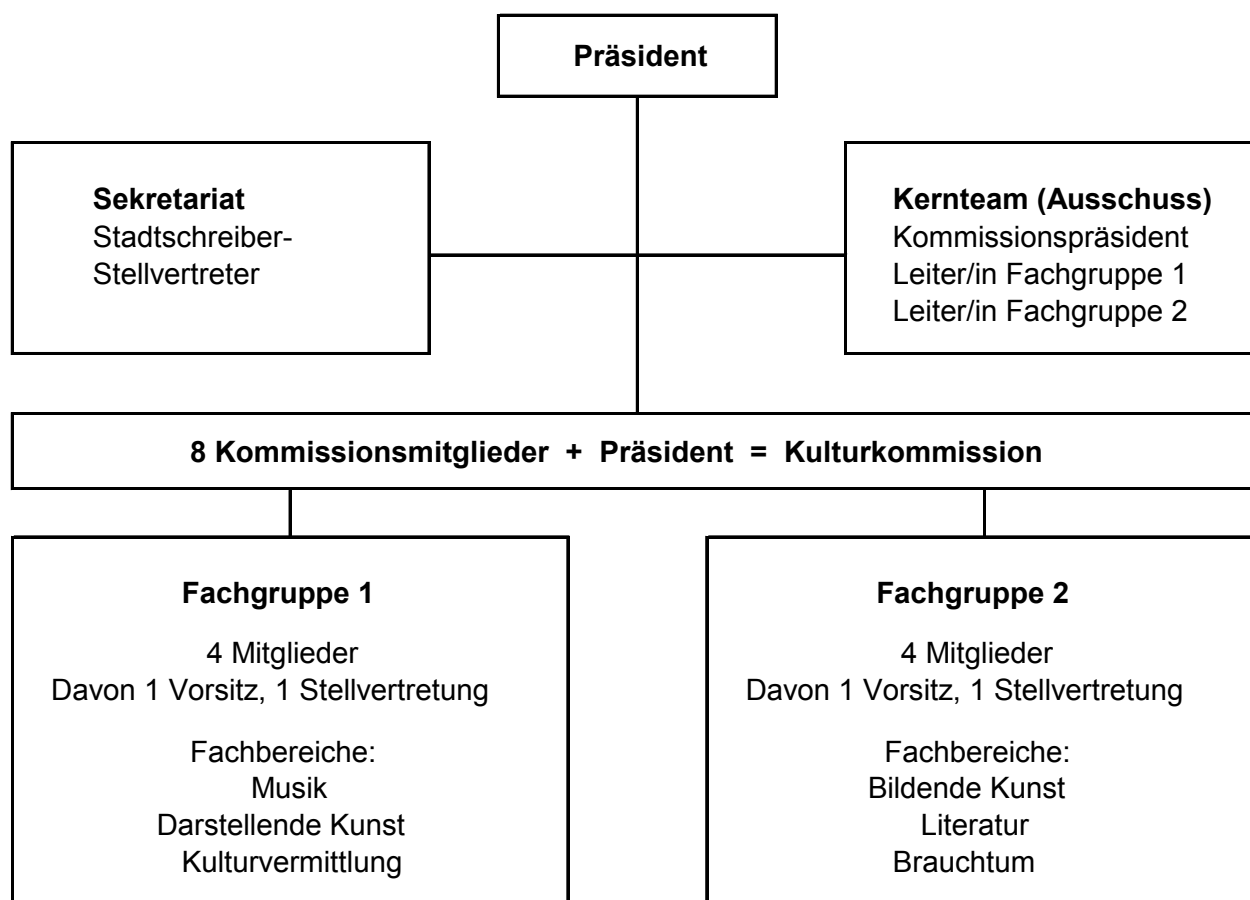 Präsident
Sekretariat
Stadtschreiber-
Stellvertreter
Kernteam (Ausschuss)
Kommissionspräsident
Leiter/in Fachgruppe 1
Leiter/in Fachgruppe 2
8 Kommissionsmitglieder + Präsident = Kulturkommission
Fachgruppe 1
4 Mitglieder
Davon 1 Vorsitz, 1 Stellvertretung
Fachbereiche:
Musik
Darstellende Kunst
Kulturvermittlung
Fachgruppe 2
4 Mitglieder
Davon 1 Vorsitz, 1 Stellvertretung
Fachbereiche:
Bildende Kunst
Literatur
Brauchtum